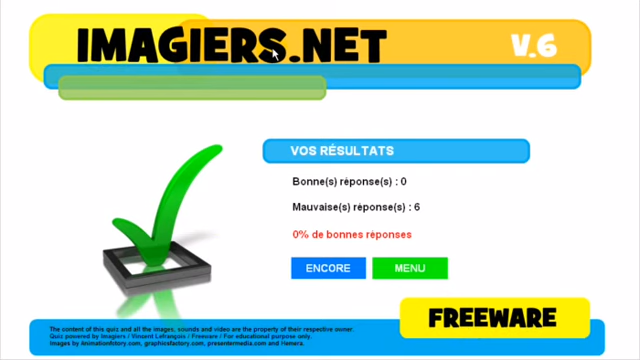 IMAGIERS.NET
V.6
VOS RÉSULTATS
Bonne(s) réponse(s) : 0
Mauvaise(s) réponse(s) : 6
0% de bonnes réponses
ENCORE
MENU
FREEWARE
The content of this quiz and all the images, sounds and video are the property of their respective owner.
Quiz powered by Imagiers / Vincent Lefrançois / Freeware / For educational purpose only.
Images by Animationfctory.com, graphicsfactory.com, presentermedia.com and Hemera.